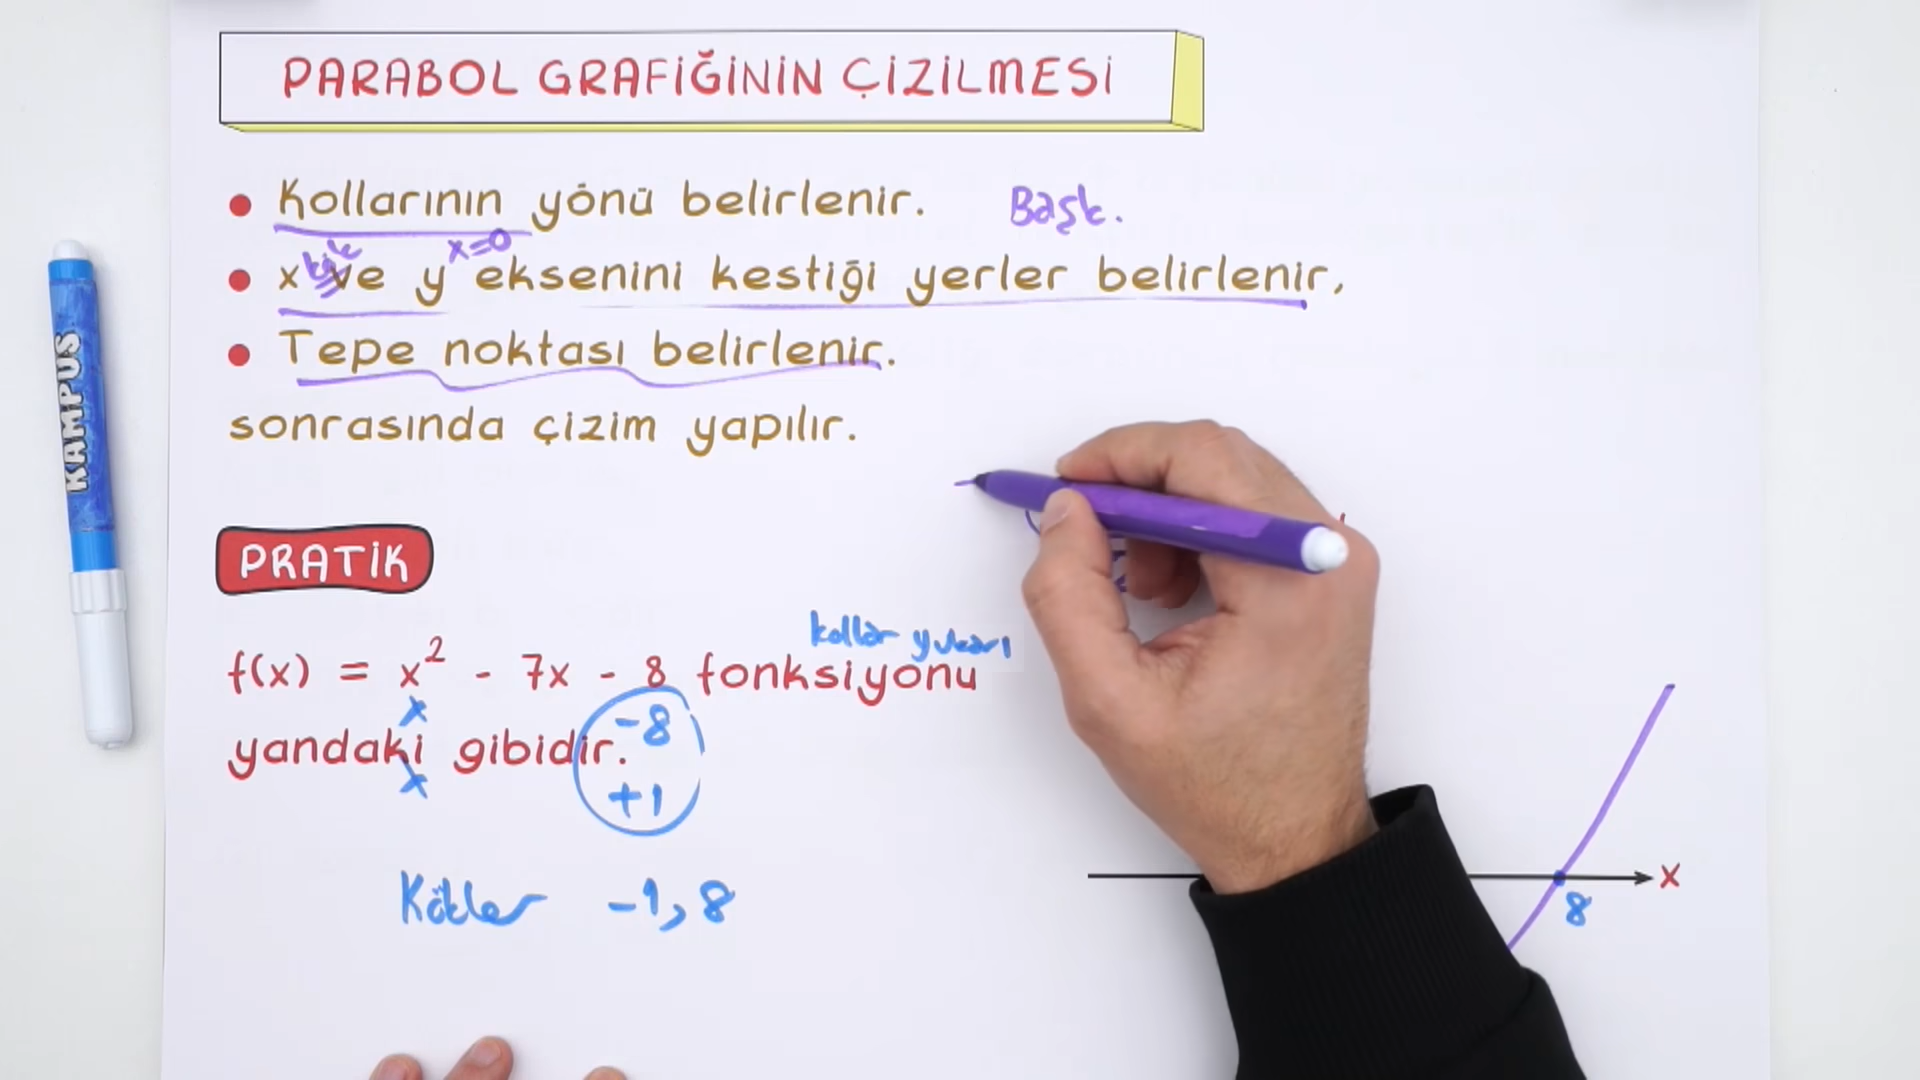 PARABOL GRAFİĞİNİN ÇİZİLMESİ
• Kollarının yönü belirlenir. Başk.
kök x=0
• x ve y eksenini kestiği yerler belirlenir,
• Tepe noktası belirlenir.
sonrasında çizim yapılır.
KAMPUS
PRATİK
kollar yukarı
f(x) = x² - 7x - 8 fonksiyonu
x -8
yandaki gibidir.
x +1
x
8
Kökler -1, 8